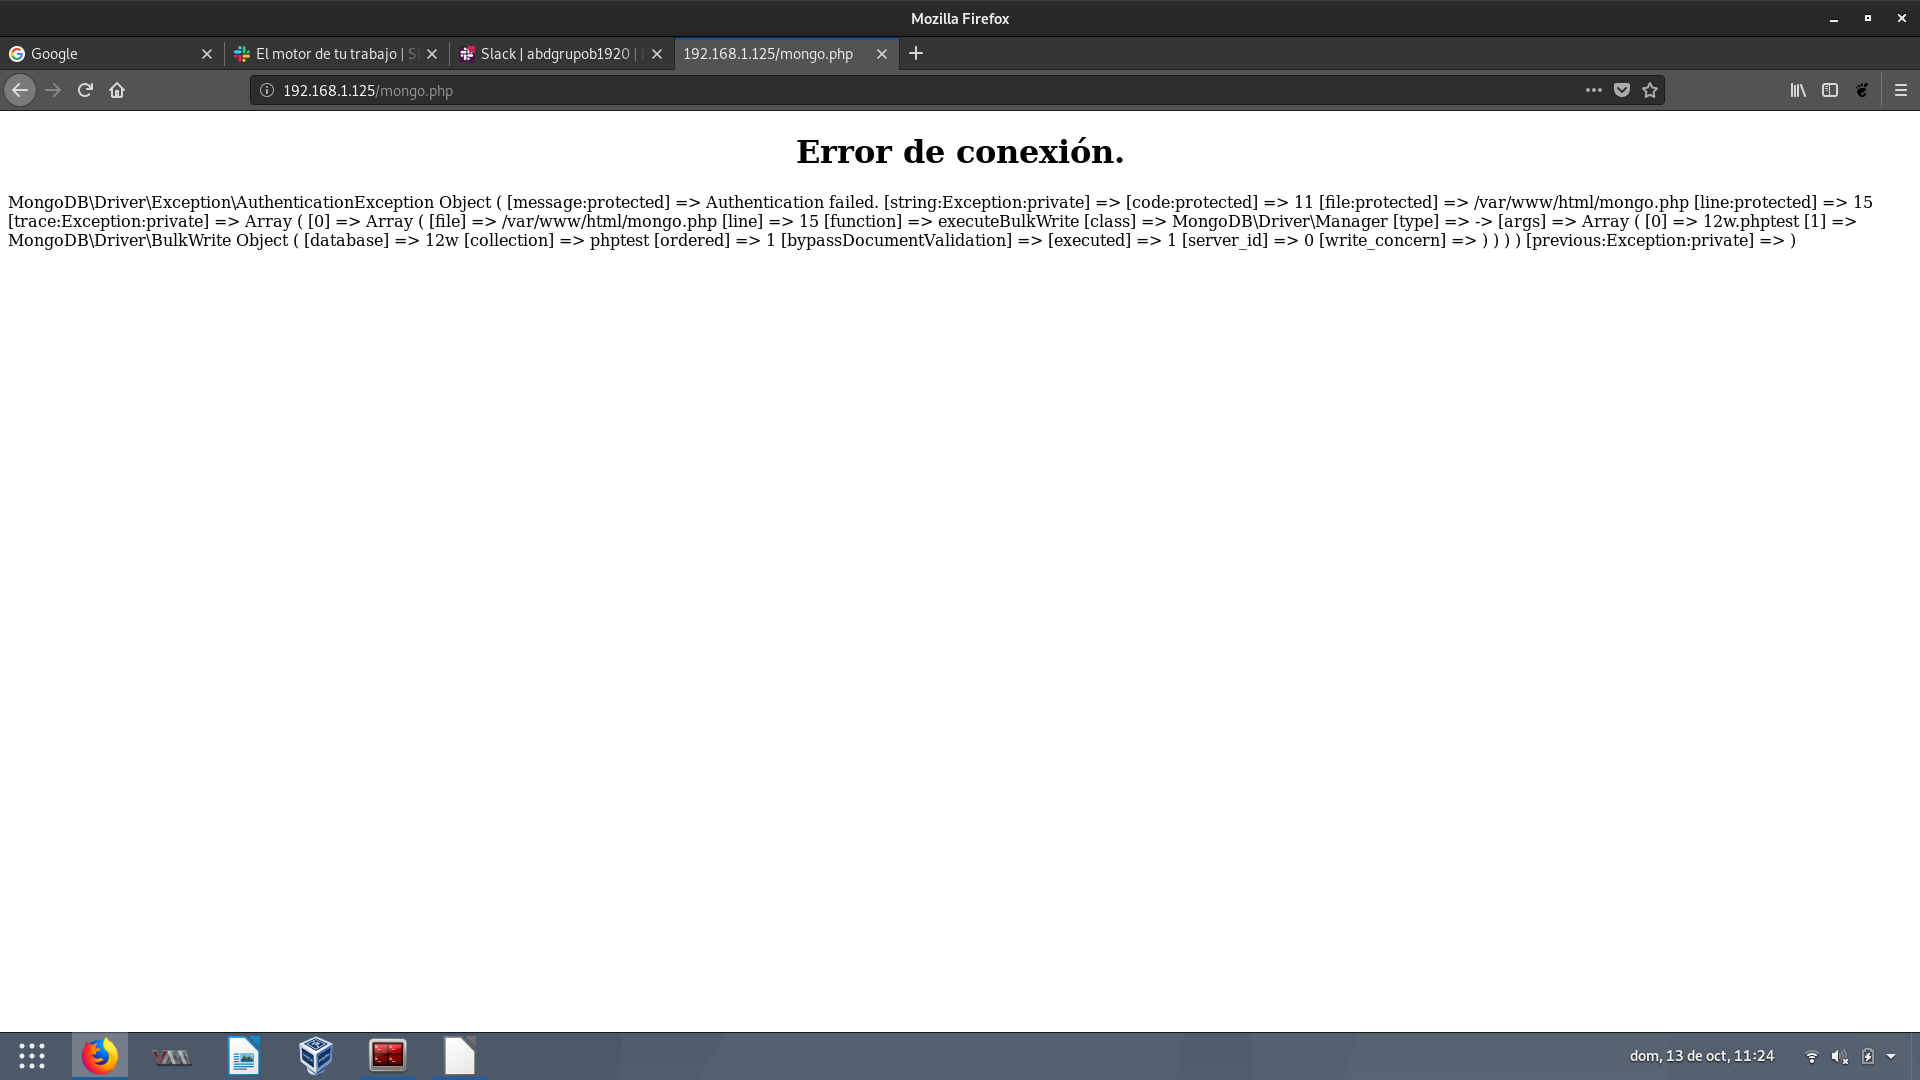 Mozilla Firefox
Google
El motor de tu trabajo | S
Slack | abdgrupob1920 |
192.168.1.125/mongo.php
192.168.1.125/mongo.php
Error de conexión.
MongoDB\Driver\Exception\AuthenticationException Object ( [message:protected] => Authentication failed. [string:Exception:private] => [code:protected] => 11 [file:protected] => /var/www/html/mongo.php [line:protected] => 15
[trace:Exception:private] => Array ( [0] => Array ( [file] => /var/www/html/mongo.php [line] => 15 [function] => executeBulkWrite [class] => MongoDB\Driver\Manager [type] => -> [args] => Array ( [0] => 12w.phptest [1] =>
MongoDB\Driver\BulkWrite Object ( [database] => 12w [collection] => phptest [ordered] => 1 [bypassDocumentValidation] => [executed] => 1 [server_id] => 0 [write_concern] => ) ) ) ) [previous:Exception:private] => )
dom, 13 de oct, 11:24